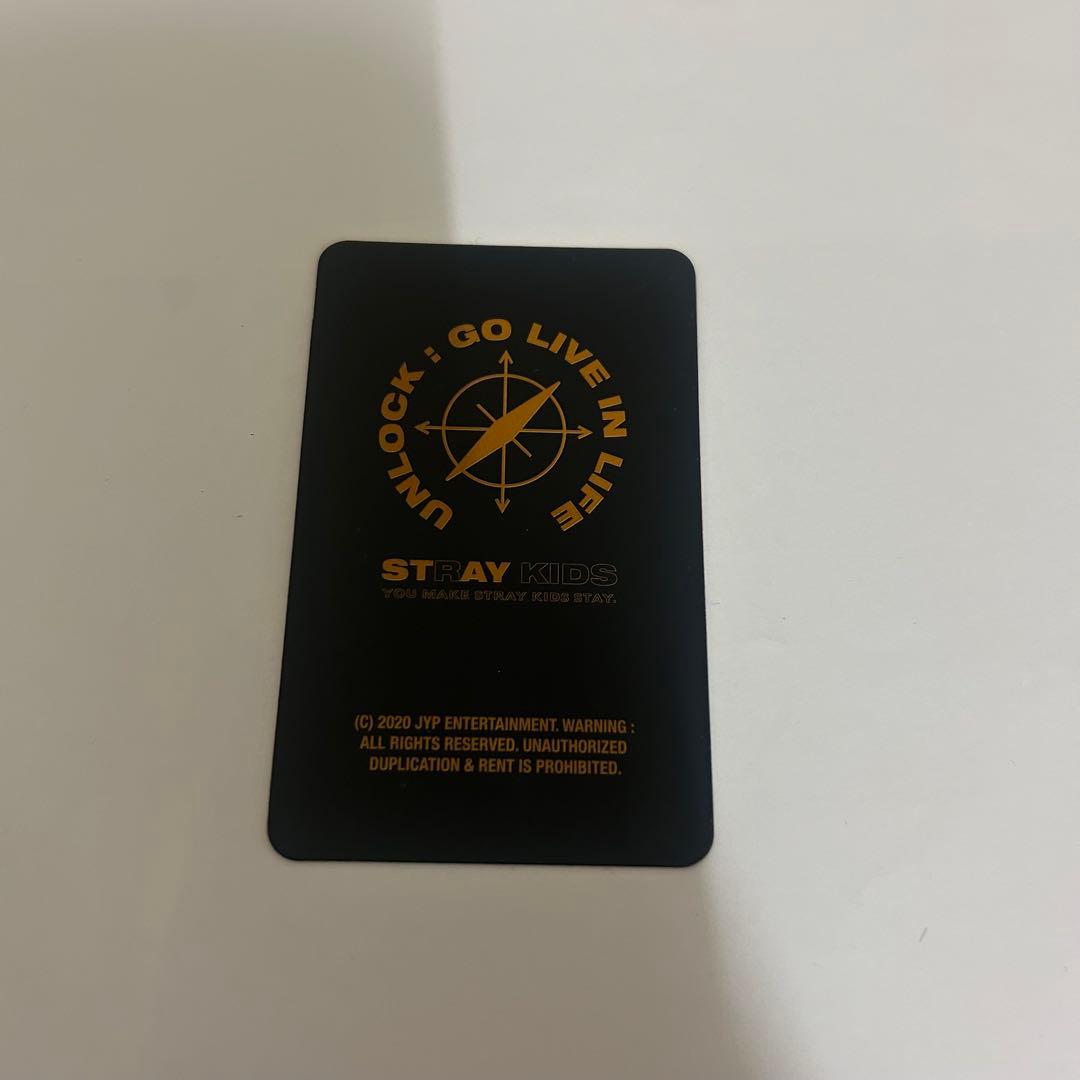 UNLOCK : GO LIVE IN LIFE
STRAY KIDS
YOU MAKE STRAY KIDS STAY.
(C) 2020 JYP ENTERTAINMENT. WARNING :
ALL RIGHTS RESERVED. UNAUTHORIZED
DUPLICATION & RENT IS PROHIBITED.